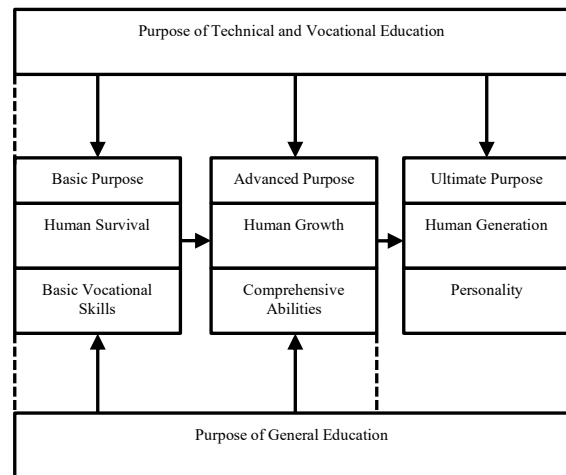 Purpose of Technical and Vocational Education
Basic Purpose
Advanced Purpose
Ultimate Purpose
Human Survival
Human Growth
Human Generation
Basic Vocational
Skills
Comprehensive
Abilities
Personality
Purpose of General Education